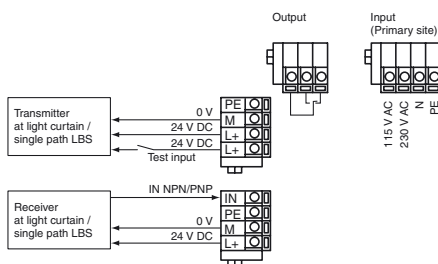 Output
Input
(Primary site)
115 V AC
230 V AC
N
PE
Transmitter
at light curtain /
single path LBS
0 V
24 V DC
24 V DC
Test input
PE
M
L+
L+
Receiver
at light curtain /
single path LBS
IN NPN/PNP
0 V
24 V DC
IN
PE
M
L+